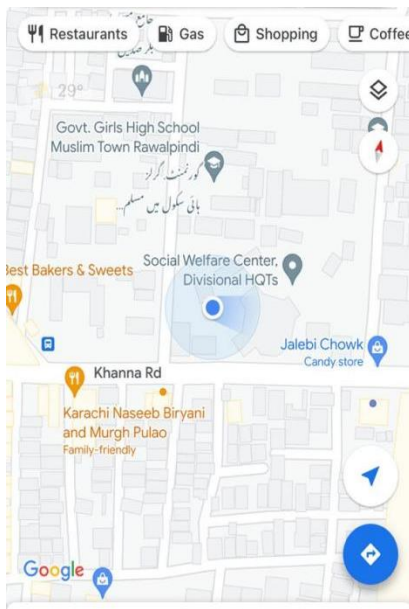 Restaurants
Gas
Shopping
Coffee
جامع
29°
Govt. Girls High School
Muslim Town Rawalpindi
گورنمنٹ گرلز
ہائی سکول میں مسلم...
Social Welfare Center,
Divisional HQTs
Best Bakers & Sweets
Jalebi Chowk
Candy store
Khanna Rd
Karachi Naseeb Biryani
and Murgh Pulao
Family-friendly
Google